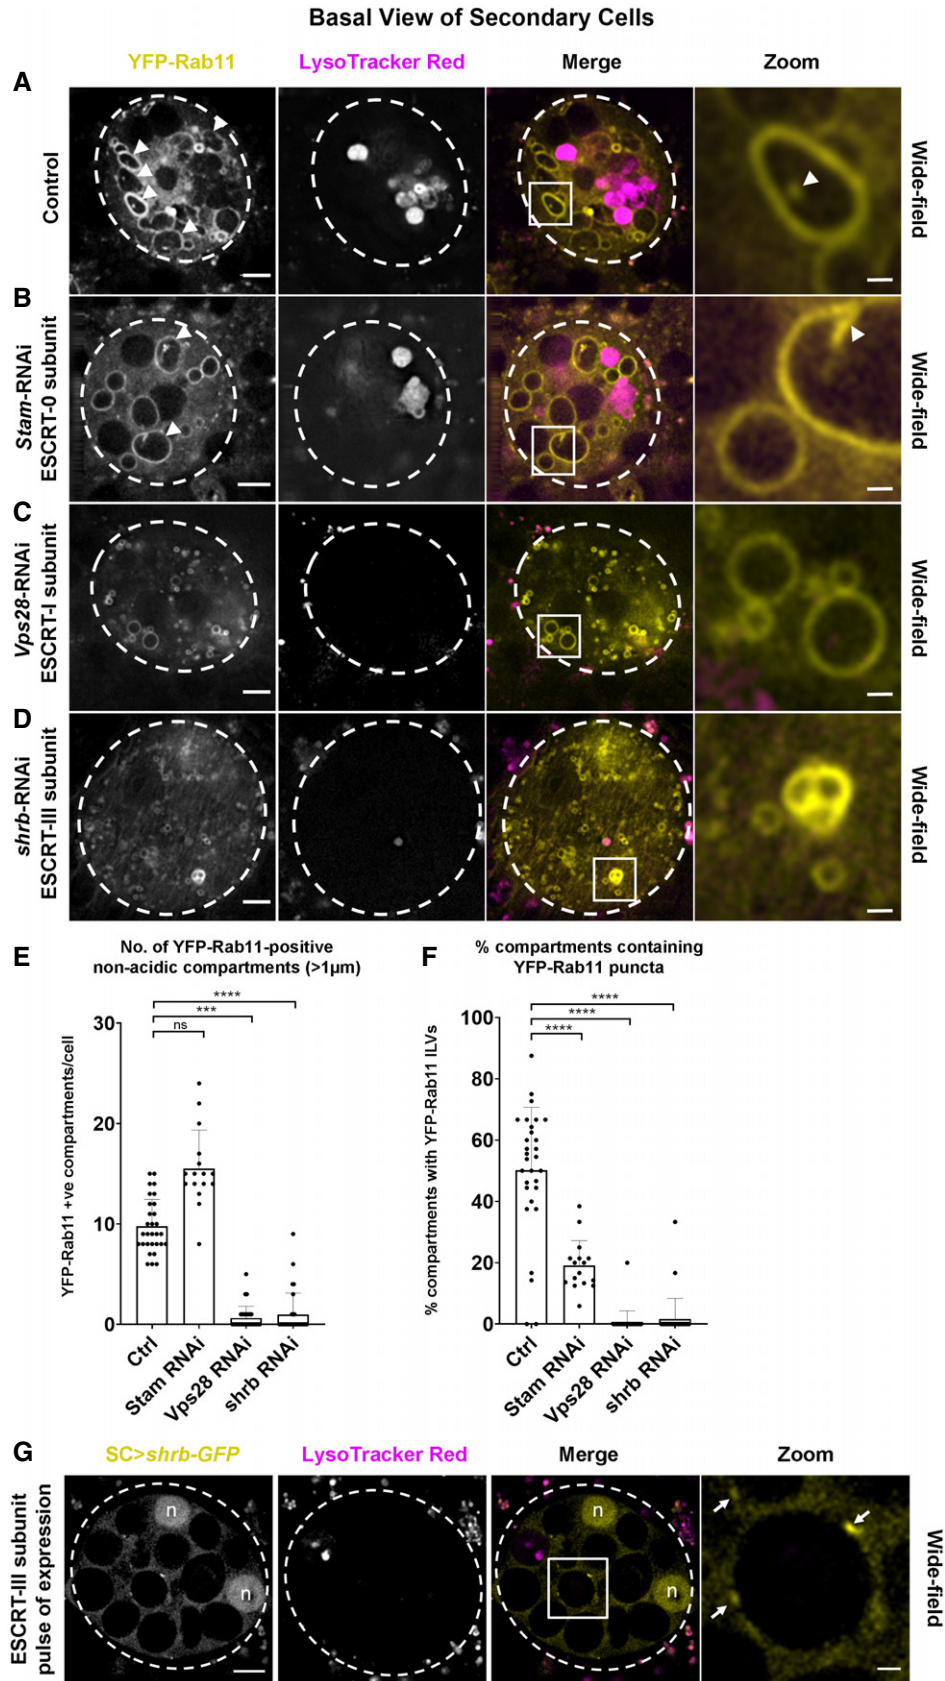 Basal View of Secondary Cells
YFP-Rab11 LysoTracker Red Merge Zoom
A
Control
Wide-field
B
Stam-RNAi
ESCRT-0 subunit
Wide-field
C
Vps28-RNAi
ESCRT-I subunit
Wide-field
D
shrb-RNAi
ESCRT-III subunit
Wide-field
E
No. of YFP-Rab11-positive
non-acidic compartments (>1µm)
****
***
ns
YFP-Rab11 +ve compartments/cell
30
20
10
0
Ctrl
Stam RNAi
Vps28 RNAi
shrb RNAi
F
% compartments containing
YFP-Rab11 puncta
****
****
****
% compartments with YFP-Rab11 ILVs
100
80
60
40
20
0
Ctrl
Stam RNAi
Vps28 RNAi
shrb RNAi
G
SC>shrb-GFP LysoTracker Red Merge Zoom
ESCRT-III subunit
pulse of expression
n
n
n
n
Wide-field